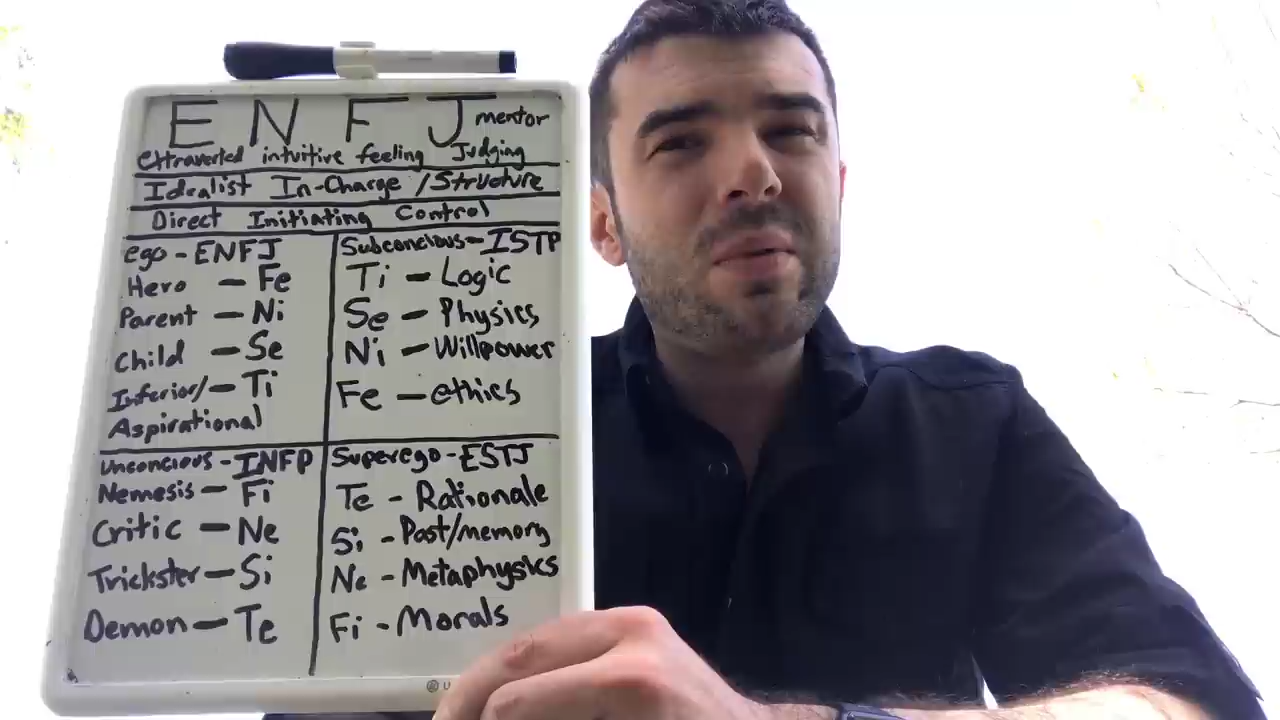 E N F J mentor
extraverted intuitive feeling Judging
Idealist In-Charge / Structure
Direct Initiating Control
ego - ENFJ
Hero - Fe
Parent - Ni
Child - Se
Inferior/ - Ti
Aspirational
Subconcious - ISTP
Ti - Logic
Se - Physics
Ni - Willpower
Fe - ethics
Unconcious - INFP
Nemesis - Fi
Critic - Ne
Trickster - Si
Demon - Te
Superego - ESTJ
Te - Rationale
Si - Past/memory
Ne - Metaphysiks
Fi - Morals